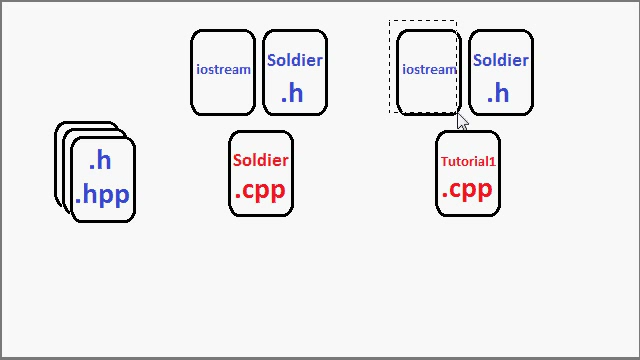 iostream
Soldier
.h
iostream
Soldier
.h
.h
.hpp
Soldier
.cpp
Tutorial1
.cpp